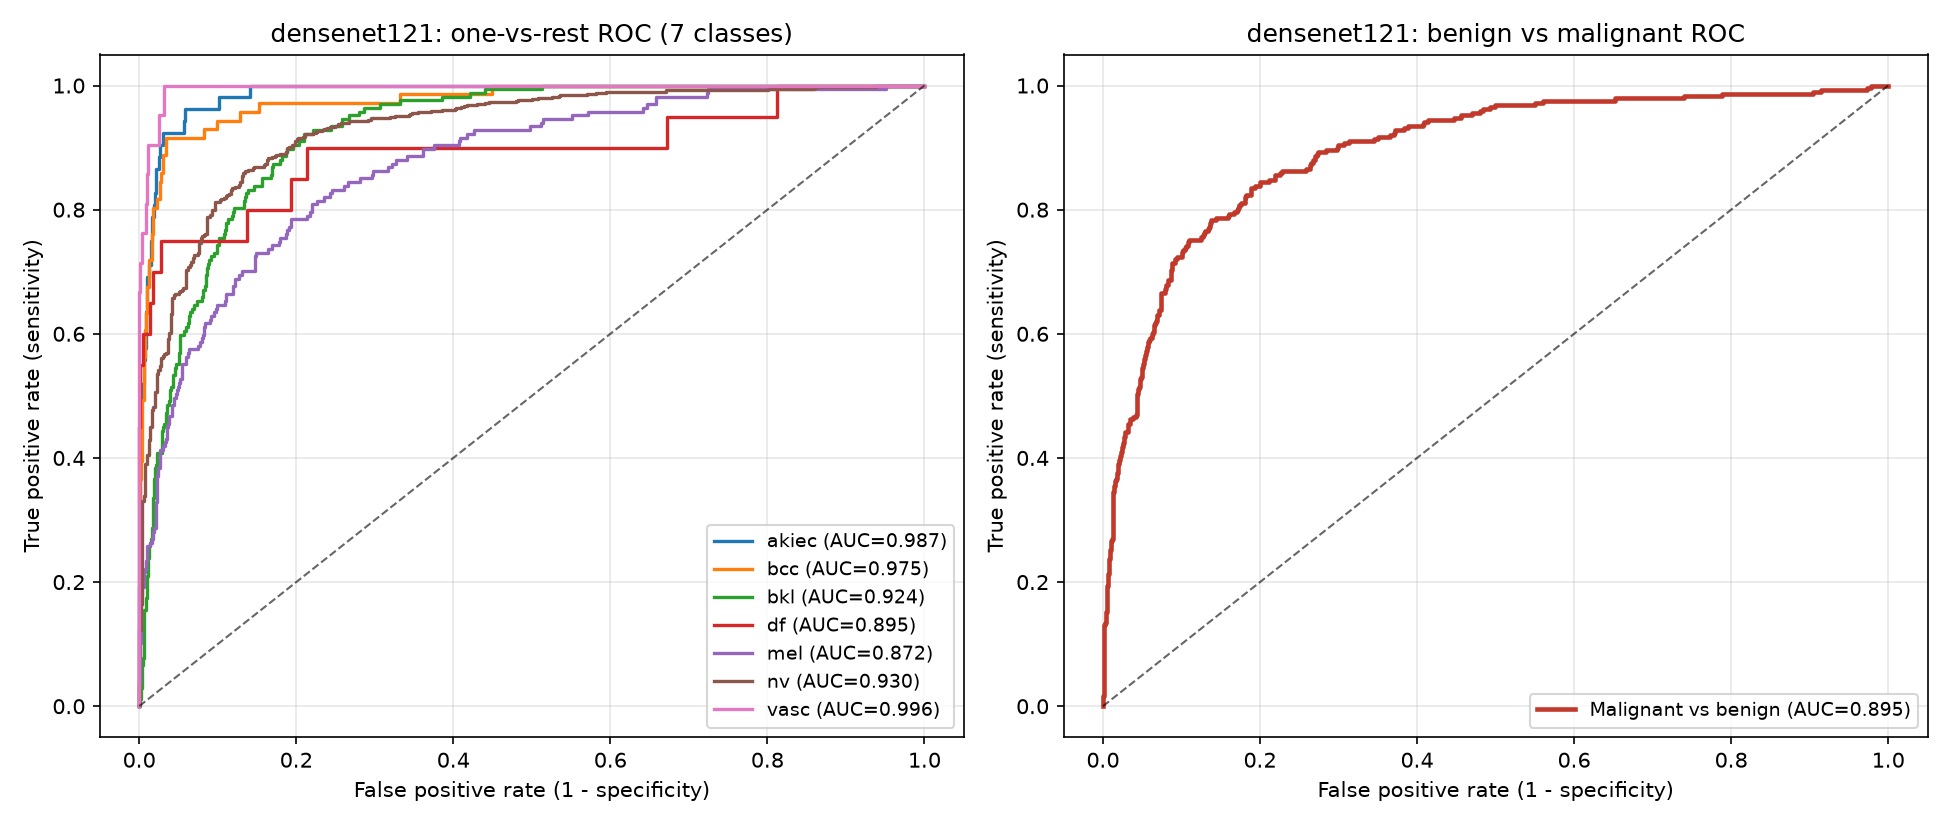 densenet121: one-vs-rest ROC (7 classes)
True positive rate (sensitivity)
1.0
0.8
0.6
0.4
0.2
0.0
0.0 0.2 0.4 0.6 0.8 1.0
False positive rate (1 - specificity)
akiec (AUC=0.987)
bcc (AUC=0.975)
bkl (AUC=0.924)
df (AUC=0.895)
mel (AUC=0.872)
nv (AUC=0.930)
vasc (AUC=0.996)
densenet121: benign vs malignant ROC
True positive rate (sensitivity)
1.0
0.8
0.6
0.4
0.2
0.0
0.0 0.2 0.4 0.6 0.8 1.0
False positive rate (1 - specificity)
Malignant vs benign (AUC=0.895)